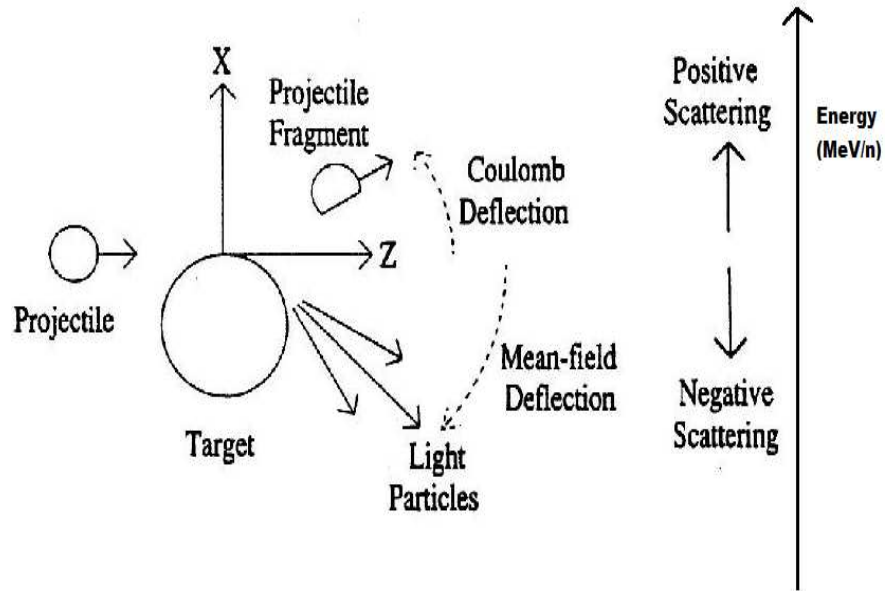 X
Projectile
Fragment
Coulomb
Deflection
Positive
Scattering
Energy
(MeV/n)
Z
Projectile
Mean-field
Deflection
Negative
Scattering
Target
Light
Particles